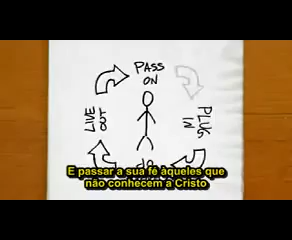 PASS
ON
LIVE
OUT
PLUG
IN
E passar a sua fé àqueles que
não conhecem a Cristo